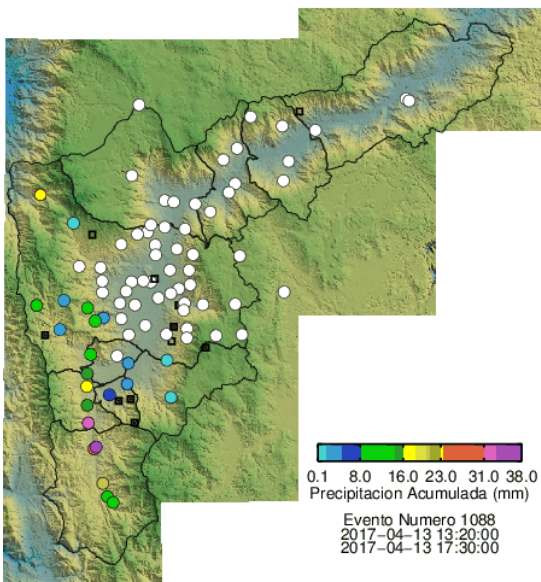 0.1 8.0 16.0 23.0 31.0 38.0
Precipitacion Acumulada (mm)
Evento Numero 1088
2017-04-13 13:20:00
2017-04-13 17:30:00